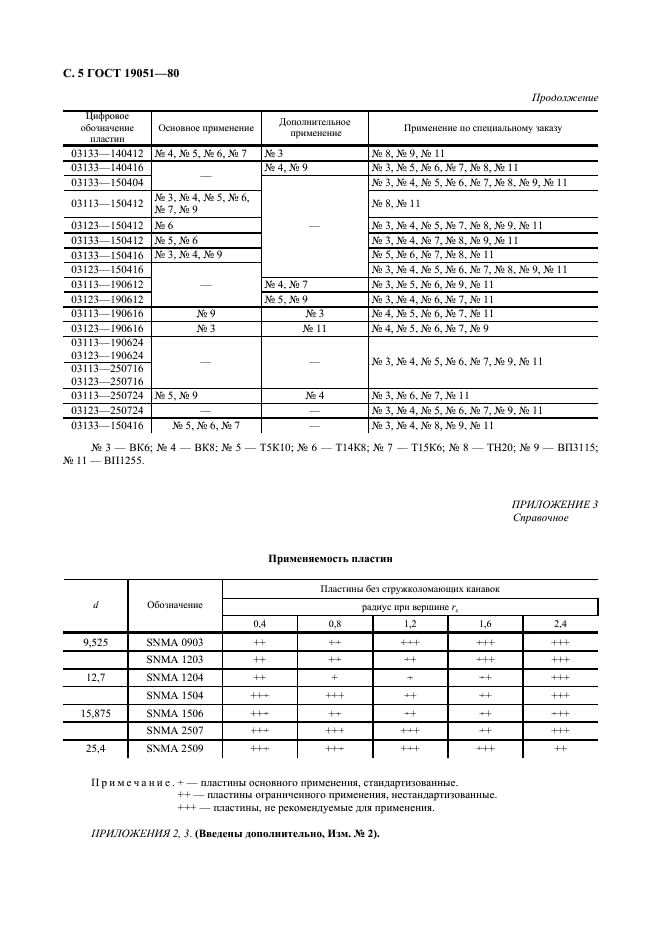 С. 5 ГОСТ 19051—80
Продолжение
Цифровое обозначение пластин | Основное применение | Дополнительное применение | Применение по специальному заказу
03133—140412 | № 4, № 5, № 6, № 7 | № 3 | № 8, № 9, № 11
03133—140416 | — | № 4, № 9 | № 3, № 5, № 6, № 7, № 8, № 11
03133—150404 | | — | № 3, № 4, № 5, № 6, № 7, № 8, № 9, № 11
03113—150412 | № 3, № 4, № 5, № 6, № 7, № 9 | | № 8, № 11
03123—150412 | № 6 | | № 3, № 4, № 5, № 7, № 8, № 9, № 11
03133—150412 | № 5, № 6 | | № 3, № 4, № 7, № 8, № 9, № 11
03133—150416 | № 3, № 4, № 9 | | № 5, № 6, № 7, № 8, № 11
03123—150416 | — | | № 3, № 4, № 5, № 6, № 7, № 8, № 9, № 11
03113—190612 | | № 4, № 7 | № 3, № 5, № 6, № 9, № 11
03123—190612 | | № 5, № 9 | № 3, № 4, № 6, № 7, № 11
03113—190616 | № 9 | № 3 | № 4, № 5, № 6, № 7, № 11
03123—190616 | № 3 | № 11 | № 4, № 5, № 6, № 7, № 9
03113—190624 | — | — | № 3, № 4, № 5, № 6, № 7, № 9, № 11
03123—190624
03113—250716
03123—250716
03113—250724 | № 5, № 9 | № 4 | № 3, № 6, № 7, № 11
03123—250724 | — | — | № 3, № 4, № 5, № 6, № 7, № 9, № 11
03133—150416 | № 5, № 6, № 7 | — | № 3, № 4, № 8, № 9, № 11
№ 3 — ВК6; № 4 — ВК8; № 5 — Т5К10; № 6 — Т14К8; № 7 — Т15К6; № 8 — ТН20; № 9 — ВП3115;
№ 11 — ВП1255.
ПРИЛОЖЕНИЕ 3
Справочное
Применяемость пластин
d | Обозначение | Пластины без стружколомающих канавок
радиус при вершине rε
0,4 | 0,8 | 1,2 | 1,6 | 2,4
9,525 | SNMA 0903 | ++ | ++ | +++ | +++ | +++
SNMA 1203 | ++ | ++ | ++ | +++ | +++
12,7 | SNMA 1204 | ++ | + | + | ++ | +++
SNMA 1504 | +++ | +++ | ++ | ++ | +++
15,875 | SNMA 1506 | +++ | ++ | ++ | ++ | +++
SNMA 2507 | +++ | +++ | +++ | ++ | +++
25,4 | SNMA 2509 | +++ | +++ | +++ | +++ | ++
Примечание. + — пластины основного применения, стандартизованные.
++ — пластины ограниченного применения, нестандартизованные.
+++ — пластины, не рекомендуемые для применения.
ПРИЛОЖЕНИЯ 2, 3. (Введены дополнительно, Изм. № 2).